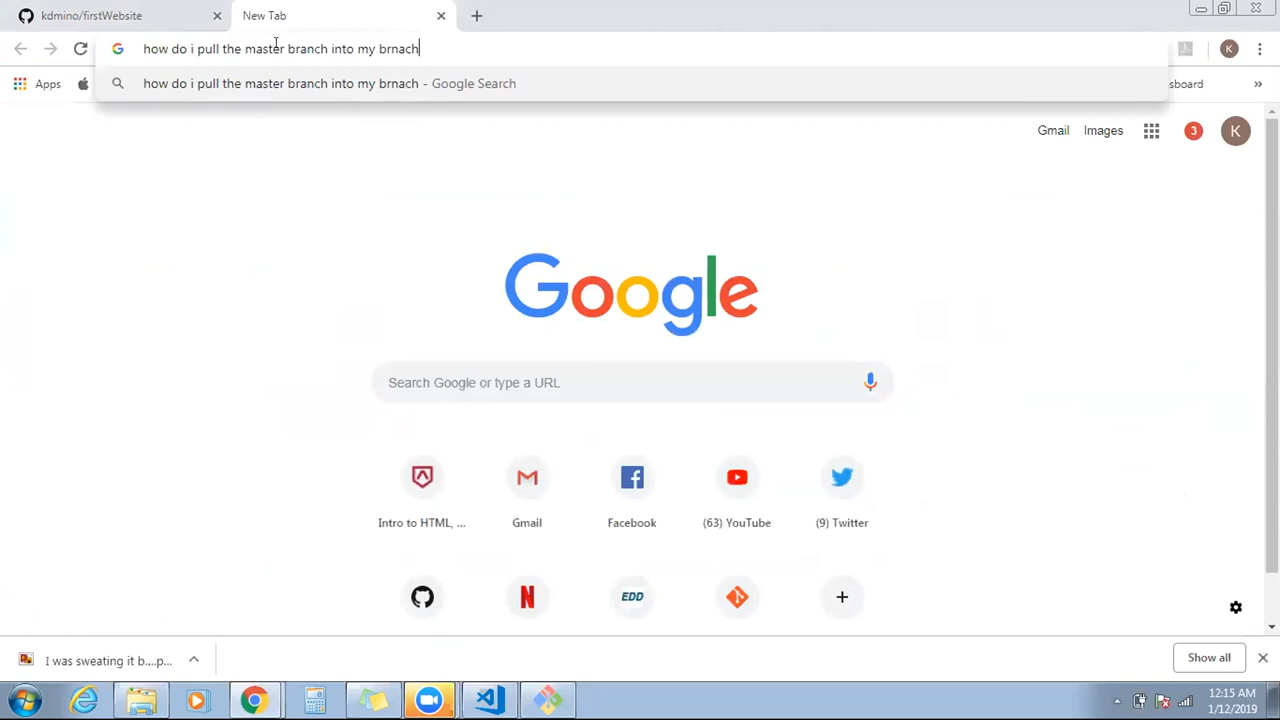 kdmino/firstWebsite
New Tab
how do i pull the master branch into my brnach
how do i pull the master branch into my brnach - Google Search
Apps
sboard
»
Gmail
Images
3
K
Google
Search Google or type a URL
Intro to HTML, ...
Gmail
Facebook
(63) YouTube
(9) Twitter
N
EDD
I was sweating it b....p...
Show all
12:15 AM
1/12/2019